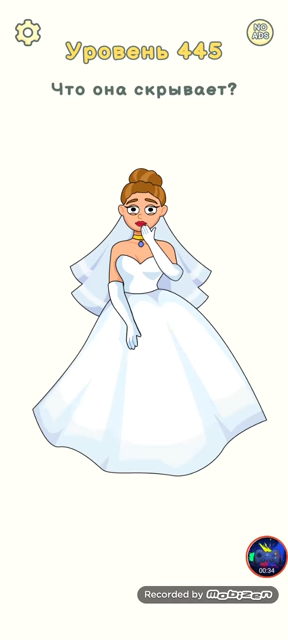 NO
ADS
Уровень 445
Что она скрывает?
00:34
Recorded by mobizen